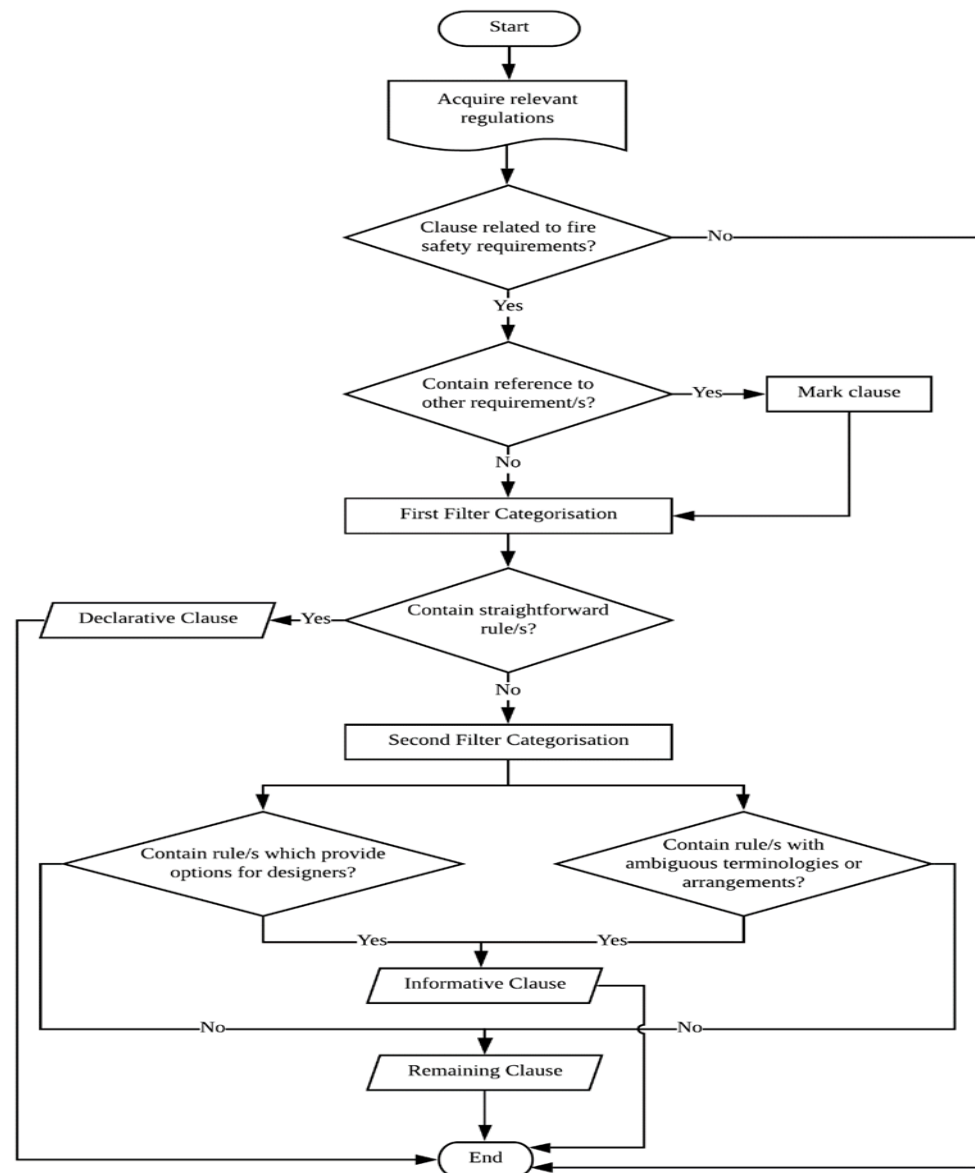 Start
Acquire relevant
regulations
Clause related to fire
safety requirements?
No
Yes
Contain reference to
other requirement/s?
Yes
Mark clause
No
First Filter Categorisation
Contain straightforward
rule/s?
Yes
Declarative Clause
No
Second Filter Categorisation
Contain rule/s which provide
options for designers?
Contain rule/s with
ambiguous terminologies or
arrangements?
Yes
Yes
Informative Clause
No
No
Remaining Clause
End